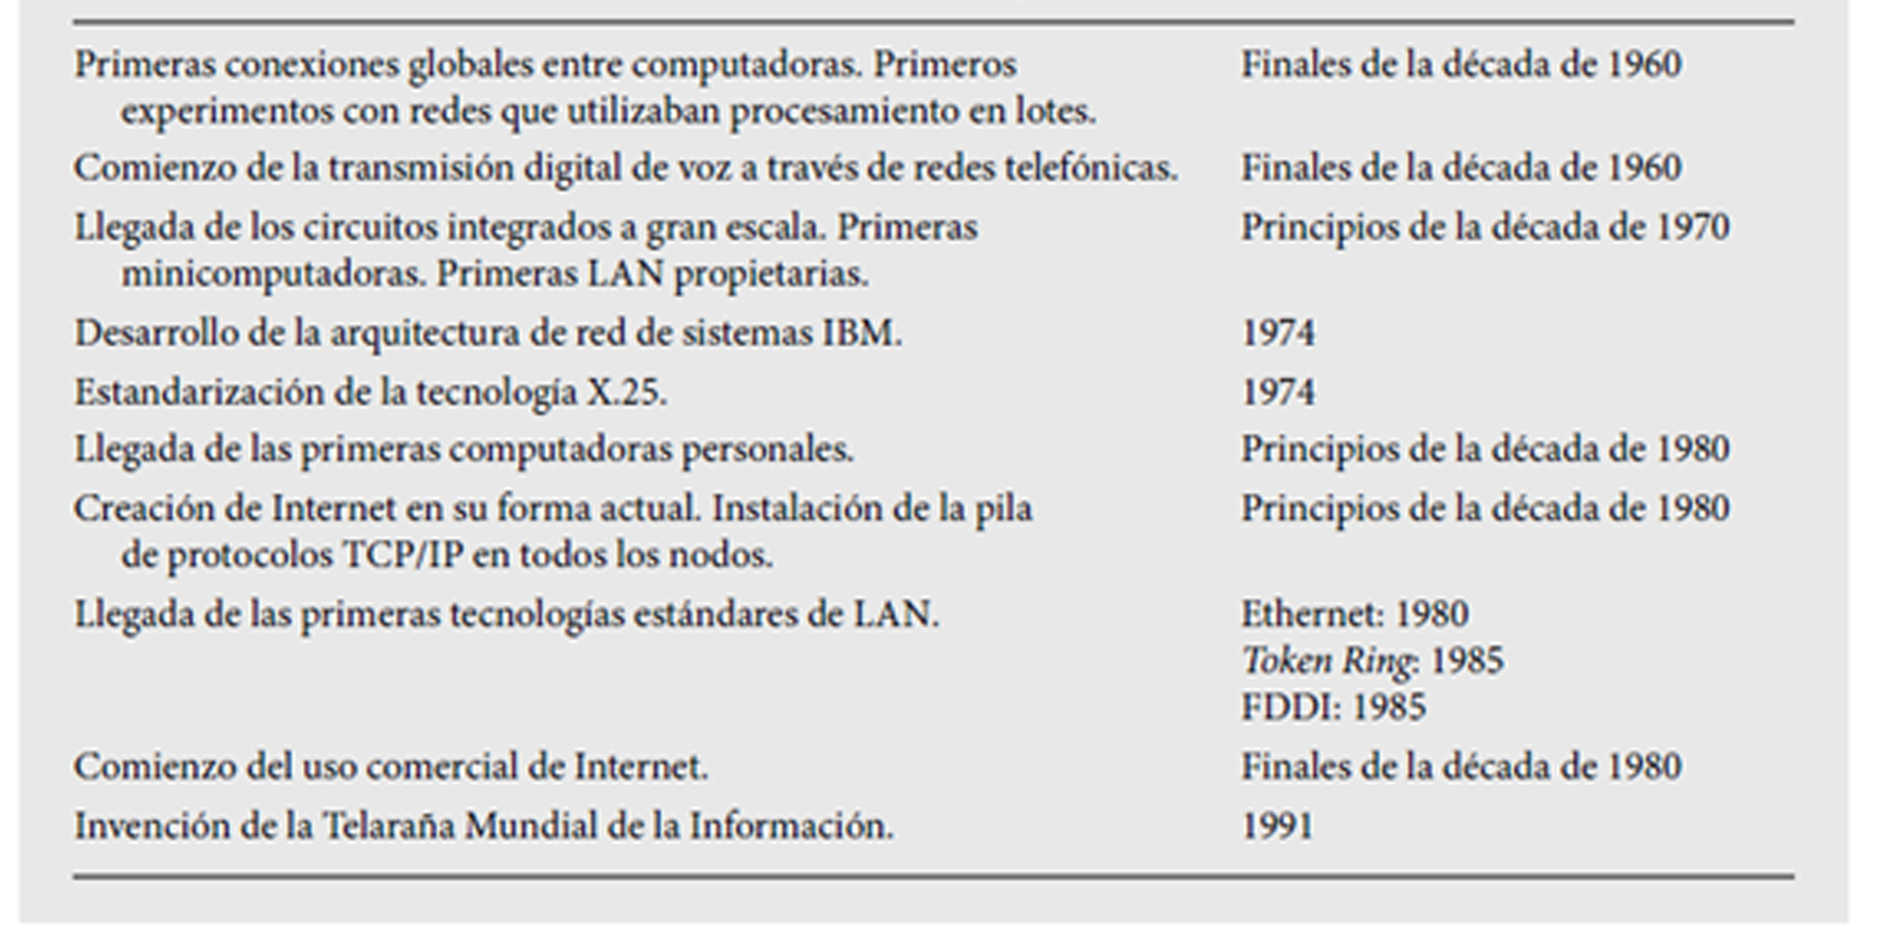 Primeras conexiones globales entre computadoras. Primeros Finales de la década de 1960
experimentos con redes que utilizaban procesamiento en lotes.
Comienzo de la transmisión digital de voz a través de redes telefónicas. Finales de la década de 1960
Llegada de los circuitos integrados a gran escala. Primeras Principios de la década de 1970
minicomputadoras. Primeras LAN propietarias.
Desarrollo de la arquitectura de red de sistemas IBM. 1974
Estandarización de la tecnología X.25. 1974
Llegada de las primeras computadoras personales. Principios de la década de 1980
Creación de Internet en su forma actual. Instalación de la pila Principios de la década de 1980
de protocolos TCP/IP en todos los nodos.
Llegada de las primeras tecnologías estándares de LAN. Ethernet: 1980
Token Ring: 1985
FDDI: 1985
Comienzo del uso comercial de Internet. Finales de la década de 1980
Invención de la Telaraña Mundial de la Información. 1991